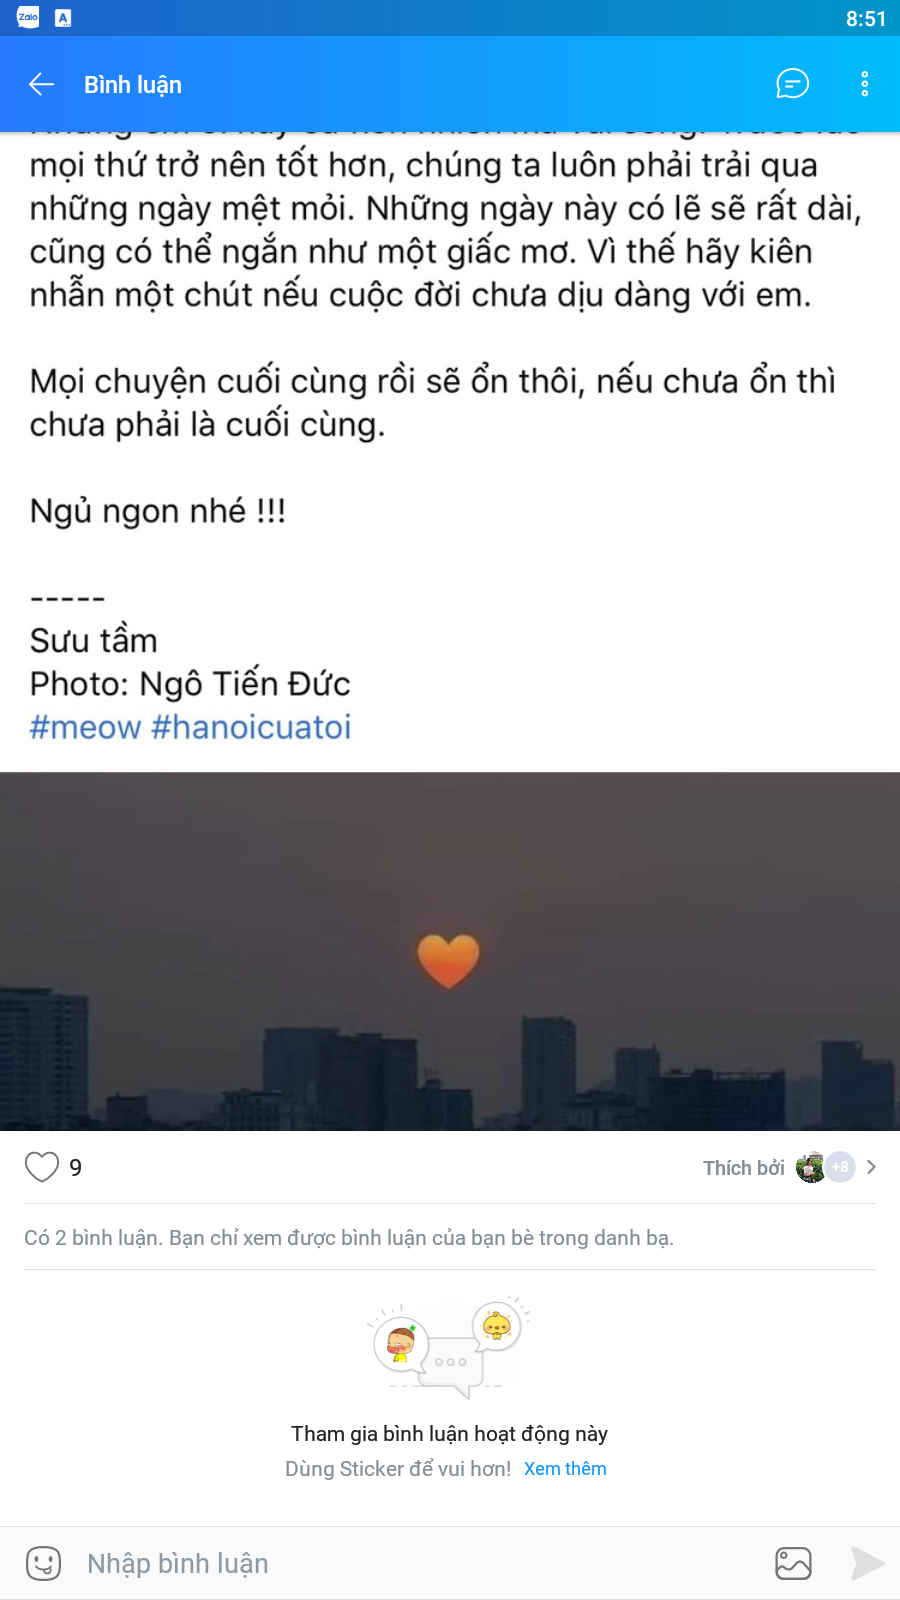 Zalo
A
8:51
Bình luận
mọi thứ trở nên tốt hơn, chúng ta luôn phải trải qua
những ngày mệt mỏi. Những ngày này có lẽ sẽ rất dài,
cũng có thể ngắn như một giấc mơ. Vì thế hãy kiên
nhẫn một chút nếu cuộc đời chưa dịu dàng với em.
Mọi chuyện cuối cùng rồi sẽ ổn thôi, nếu chưa ổn thì
chưa phải là cuối cùng.
Ngủ ngon nhé !!!
-----
Sưu tầm
Photo: Ngô Tiến Đức
#meow #hanoicuatoi
9
Thích bởi
+8
Có 2 bình luận. Bạn chỉ xem được bình luận của bạn bè trong danh bạ.
Tham gia bình luận hoạt động này
Dùng Sticker để vui hơn! Xem thêm
Nhập bình luận